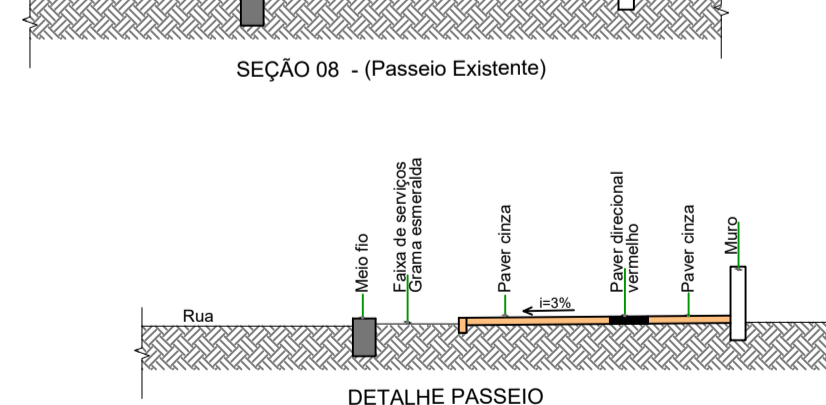 SEÇÃO 08 - (Passeio Existente)
Rua
Meio fio
Faixa de serviços
Grama esmeralda
Paver cinza
i=3%
Paver direcional
vermelho
Paver cinza
Muro
DETALHE PASSEIO